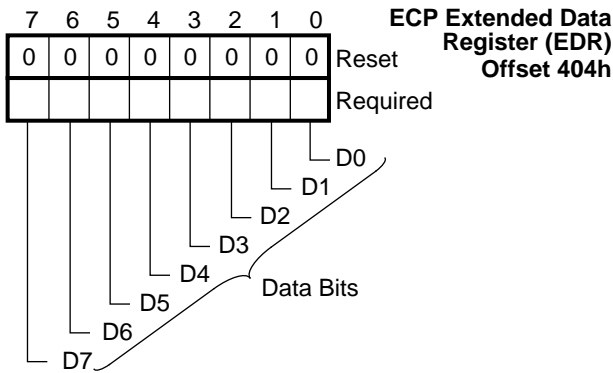 7 6 5 4 3 2 1 0
ECP Extended Data
Register (EDR)
Offset 404h
0 0 0 0 0 0 0 0 Reset
Required
D0
D1
D2
D3
D4
Data Bits
D5
D6
D7